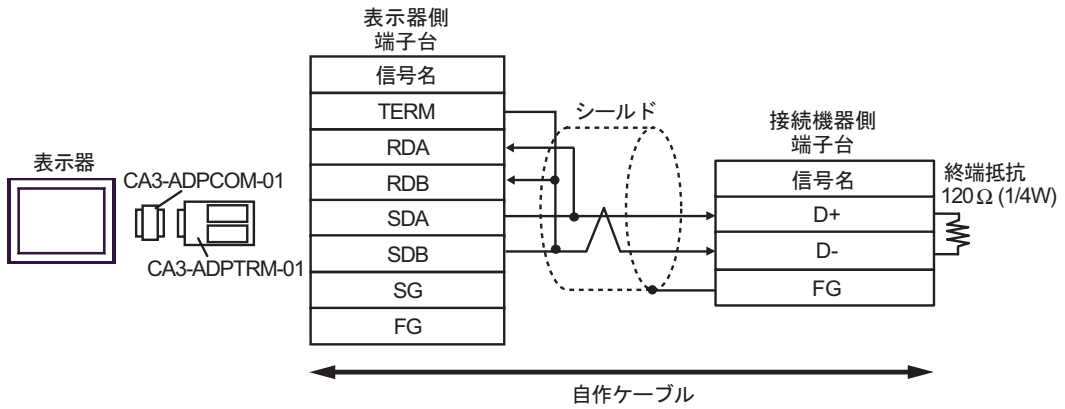 表示器
CA3-ADPCOM-01
CA3-ADPTRM-01
表示器側
端子台
信号名
TERM
RDA
RDB
SDA
SDB
SG
FG
シールド
接続機器側
端子台
信号名
D+
D-
FG
終端抵抗
120Ω (1/4W)
自作ケーブル